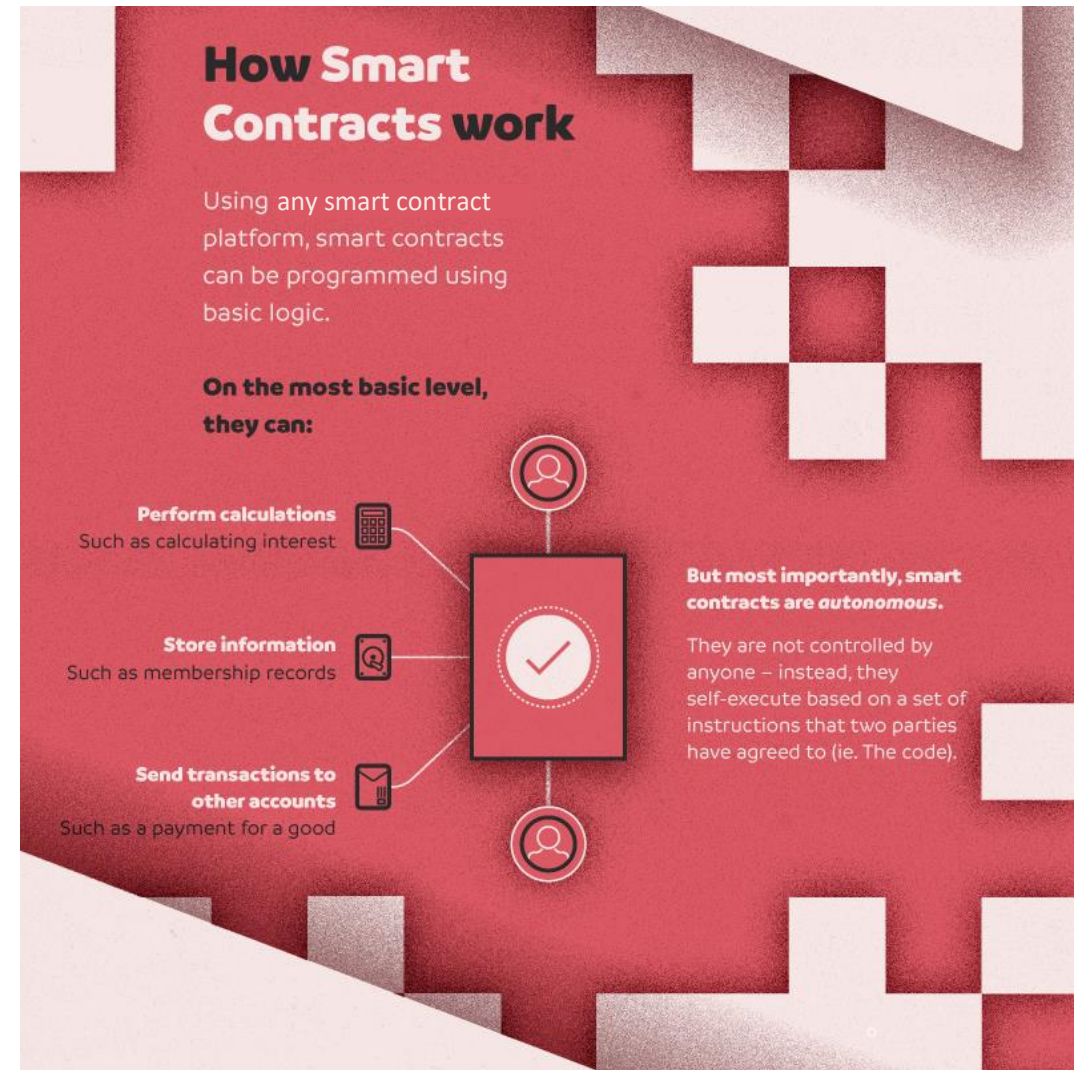 How Smart
Contracts work
Using any smart contract
platform, smart contracts
can be programmed using
basic logic.
On the most basic level,
they can:
Perform calculations
Such as calculating interest
Store information
Such as membership records
Send transactions to
other accounts
Such as a payment for a good
But most importantly, smart
contracts are autonomous.
They are not controlled by
anyone – instead, they
self-execute based on a set of
instructions that two parties
have agreed to (ie. The code).